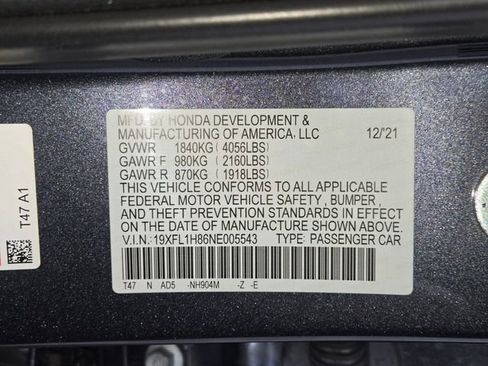 MFD. BY HONDA DEVELOPMENT &
MANUFACTURING OF AMERICA, LLC 12/'21
GVWR 1840KG (4056LBS)
GAWR F 980KG (2160LBS)
GAWR R 870KG (1918LBS)
THIS VEHICLE CONFORMS TO ALL APPLICABLE
FEDERAL MOTOR VEHICLE SAFETY , BUMPER ,
AND THEFT PREVENTION STANDARDS IN EFFECT
ON THE DATE OF MANUFACTURE SHOWN ABOVE.
V.I.N.: 19XFL1H86NE005543 TYPE: PASSENGER CAR
T47 N AD5 -NH904M -Z -E
T47 A1